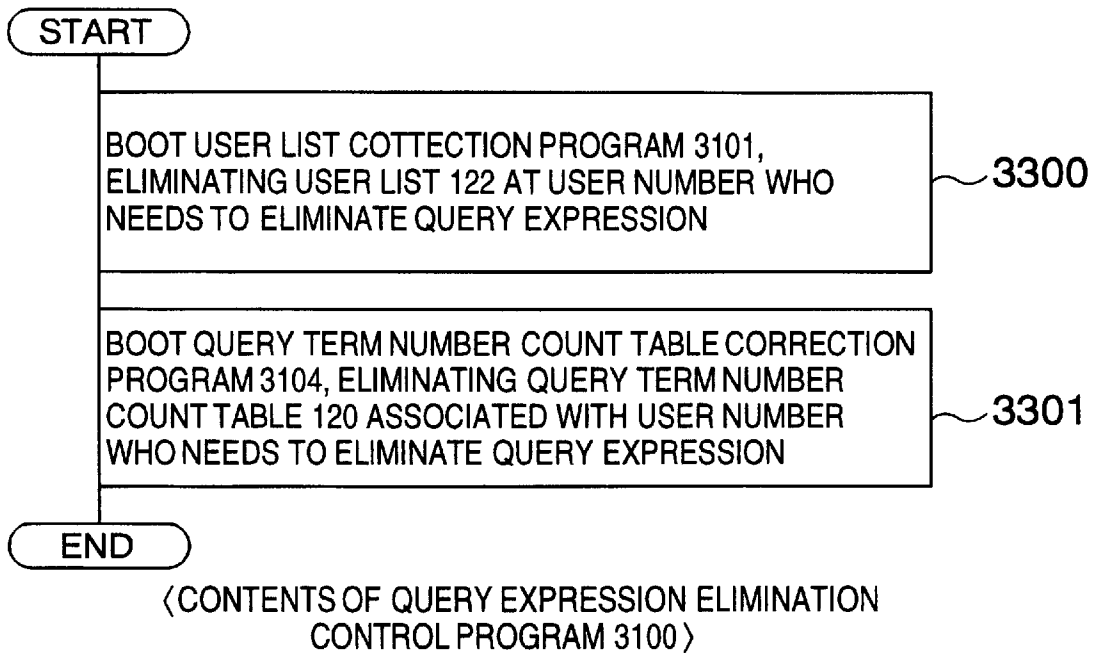 START
BOOT USER LIST COTTECTION PROGRAM 3101,
ELIMINATING USER LIST 122 AT USER NUMBER WHO
NEEDS TO ELIMINATE QUERY EXPRESSION
3300
BOOT QUERY TERM NUMBER COUNT TABLE CORRECTION
PROGRAM 3104, ELIMINATING QUERY TERM NUMBER
COUNT TABLE 120 ASSOCIATED WITH USER NUMBER
WHO NEEDS TO ELIMINATE QUERY EXPRESSION
3301
END
〈CONTENTS OF QUERY EXPRESSION ELIMINATION
CONTROL PROGRAM 3100〉